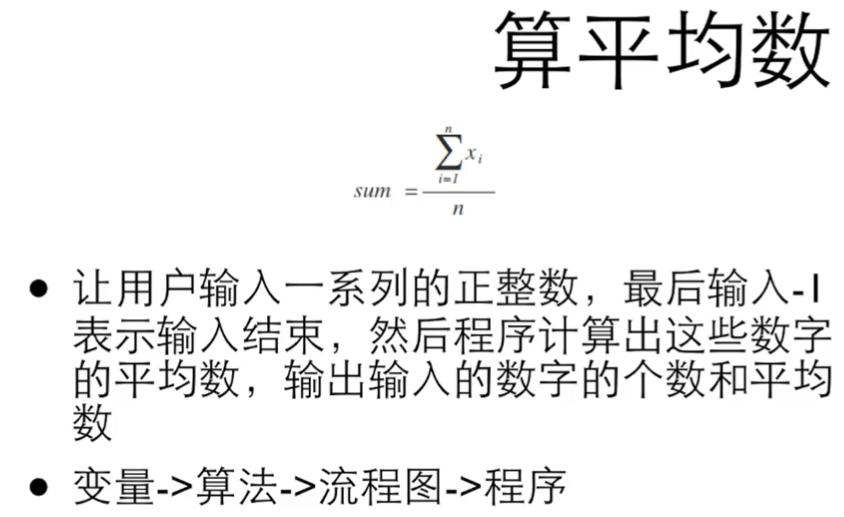 算平均数
n
∑ x i
i=1
sum =
n
● 让用户输入一系列的正整数，最后输入-1
表示输入结束，然后程序计算出这些数字
的平均数，输出输入的数字的个数和平均
数
● 变量->算法->流程图->程序